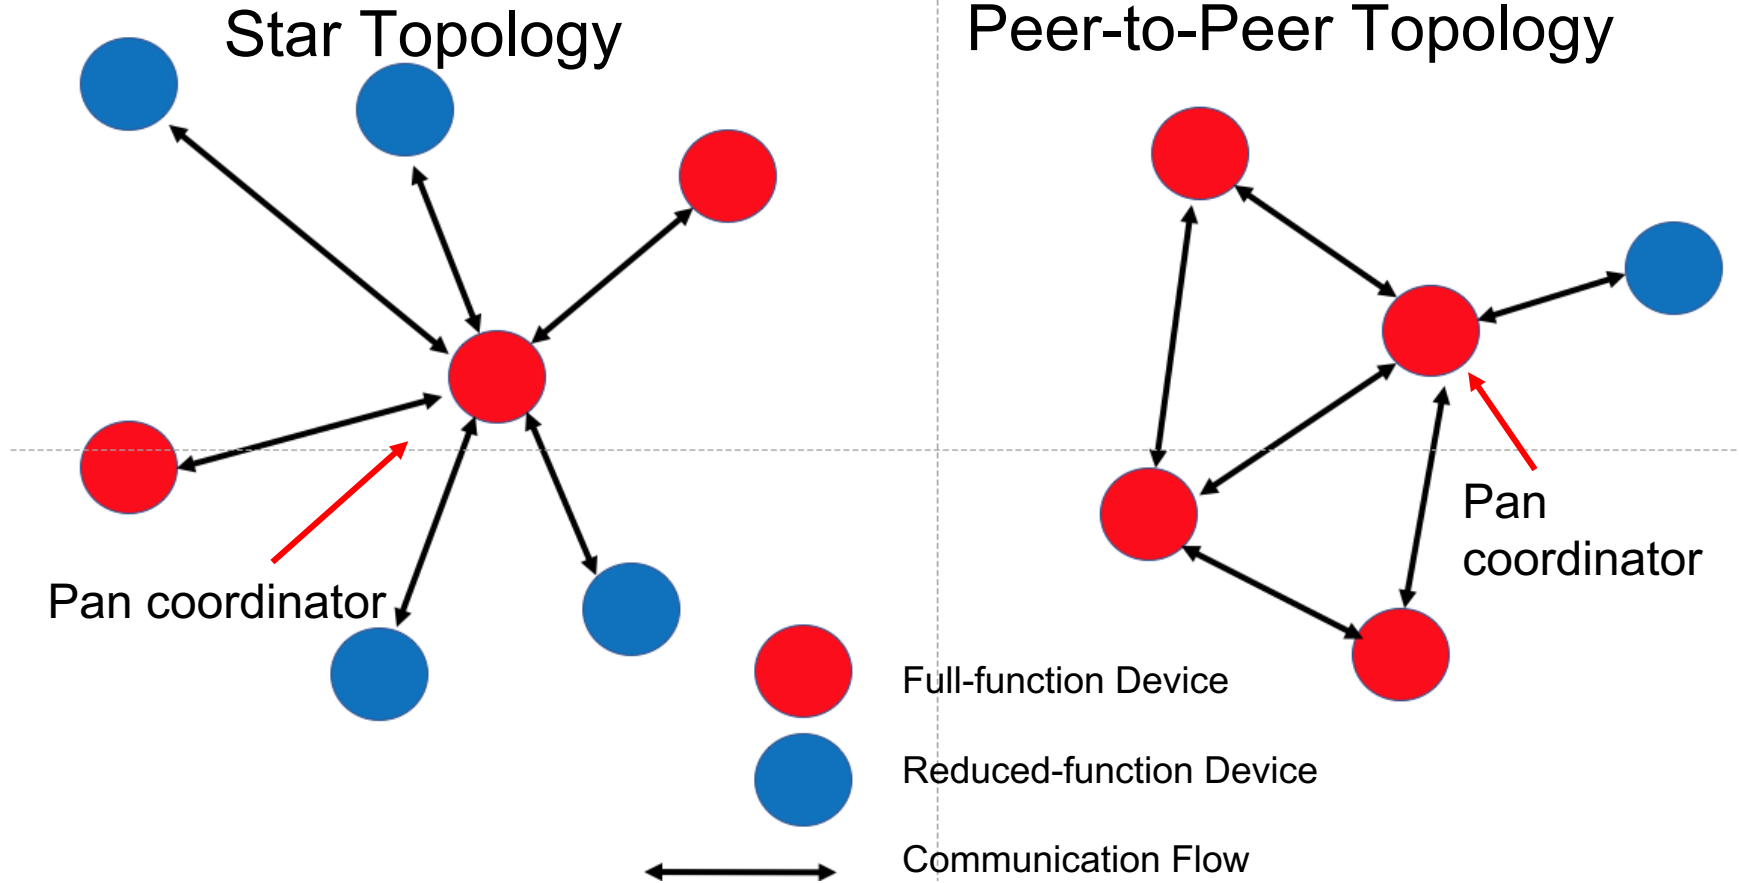 Star Topology
Peer-to-Peer Topology
Pan coordinator
Pan
coordinator
Full-function Device
Reduced-function Device
Communication Flow